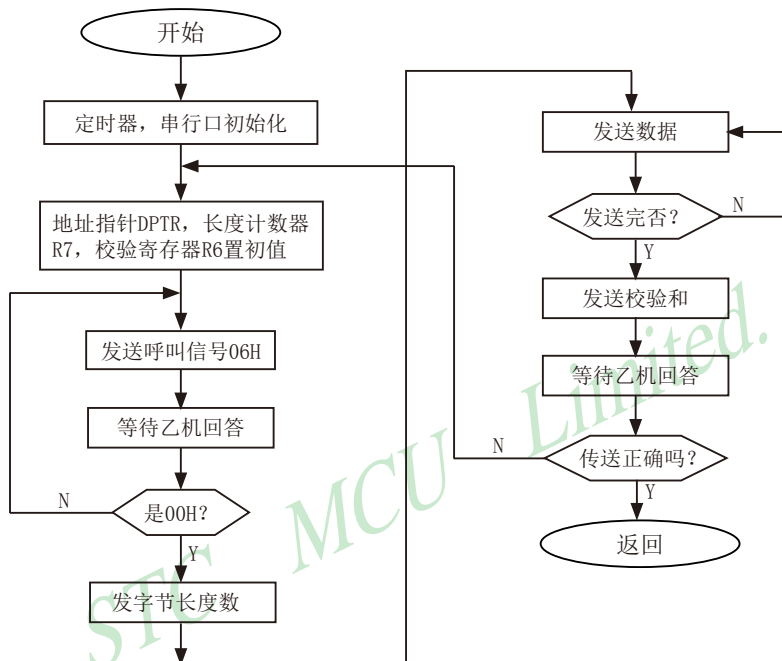 开始
定时器，串行口初始化
地址指针DPTR，长度计数器
R7，校验寄存器R6置初值
发送呼叫信号06H
等待乙机回答
是00H？
N
Y
发字节长度数
发送数据
发送完否？
N
Y
发送校验和
等待乙机回答
传送正确吗？
N
Y
返回
STC MCU Limited.